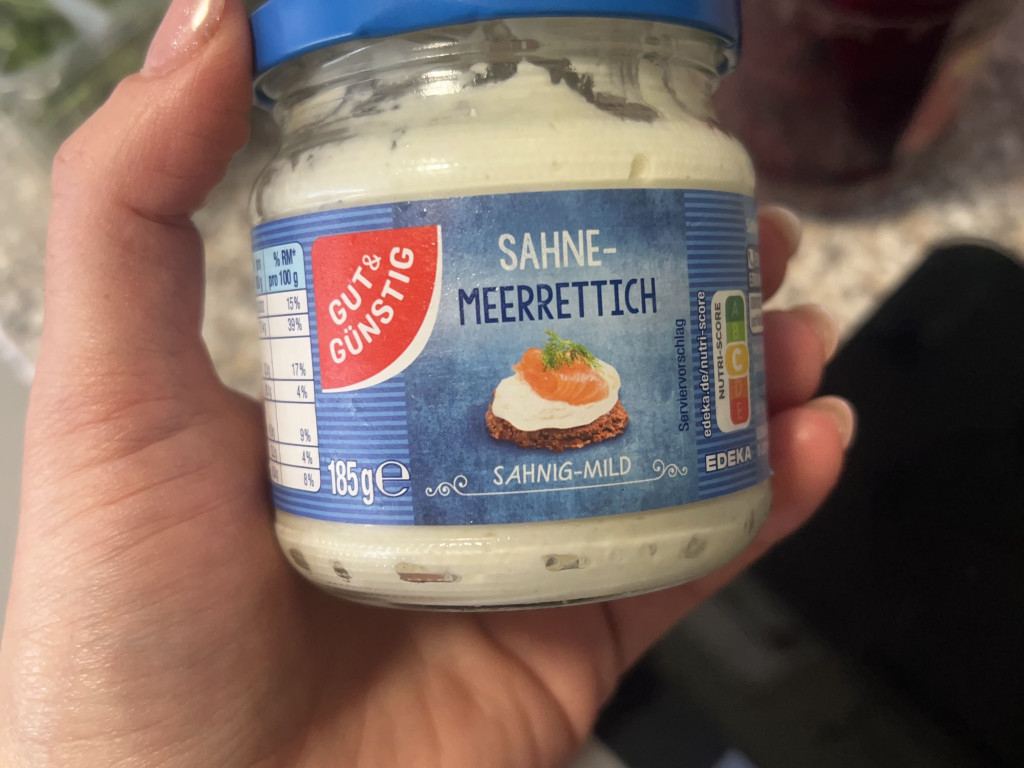 % RM*
pro 100 g
15%
39%
17%
4%
9%
4%
8%
GUT&
GÜNSTIG
185g℮
SAHNE-
MEERRETTICH
SAHNIG-MILD
Serviervorschlag
edeka.de/nutri-score
NUTRI-SCORE
A
B
C
D
E
EDEKA